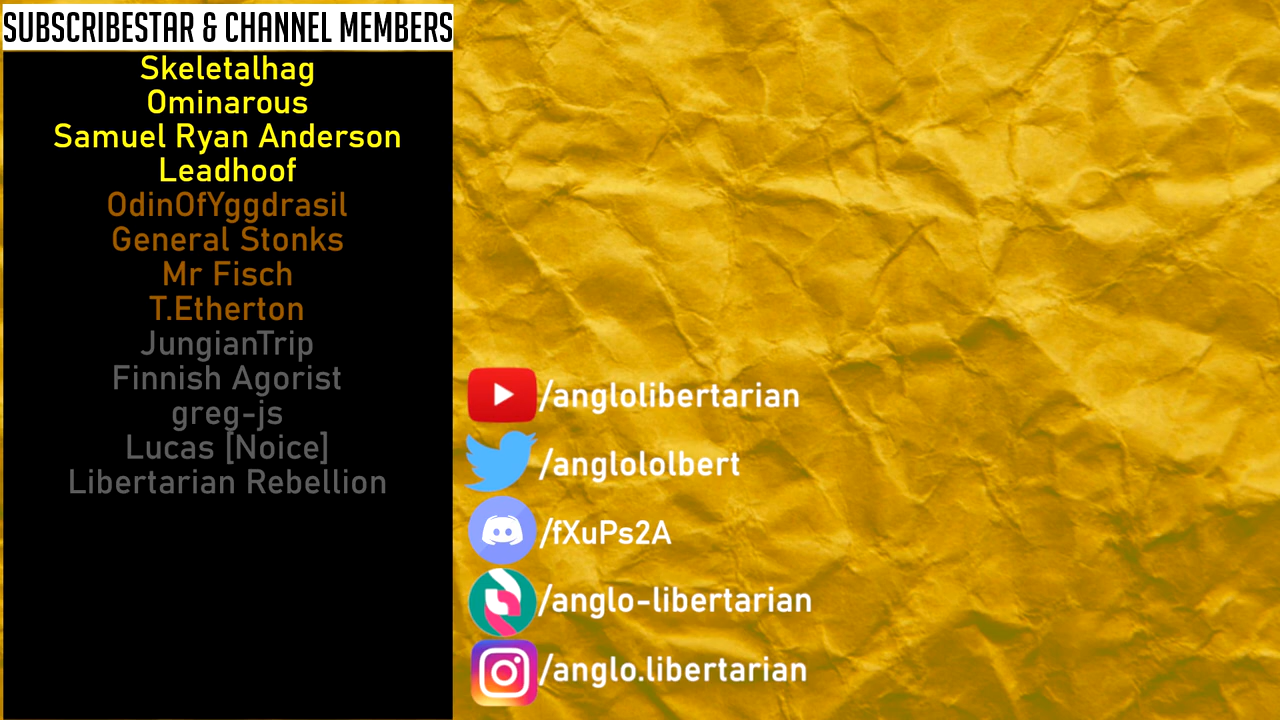 SUBSCRIBESTAR & CHANNEL MEMBERS
Skeletalhag
Ominarous
Samuel Ryan Anderson
Leadhoof
OdinOfYggdrasil
General Stonks
Mr Fisch
T.Etherton
JungianTrip
Finnish Agorist
greg-js
Lucas [Noice]
Libertarian Rebellion
/anglolibertarian
/anglololbert
/fXuPs2A
/anglo-libertarian
/anglo.libertarian